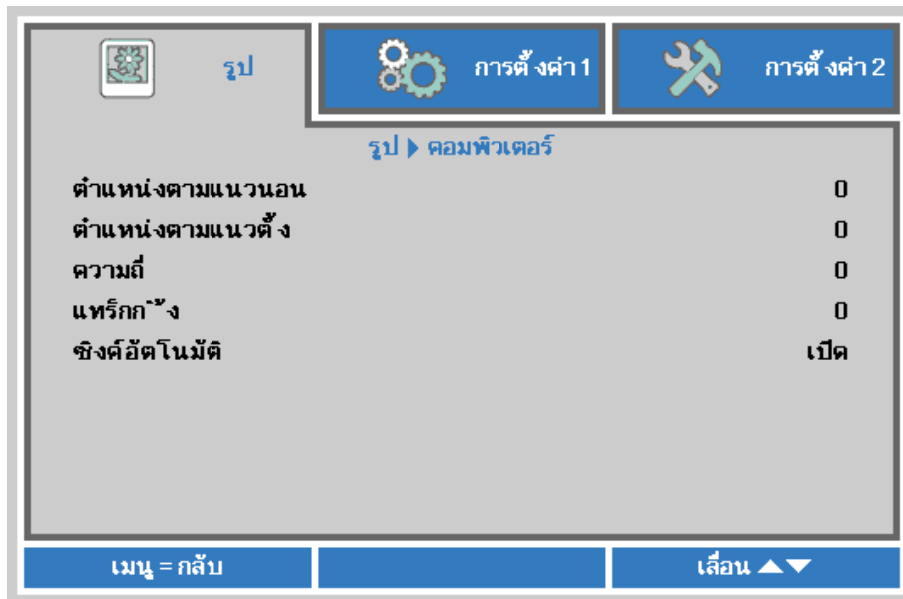 รูป
การตั้งค่า 1
การตั้งค่า 2
รูป ▶ คอมพิวเตอร์
ตำแหน่งตามแนวนอน 0
ตำแหน่งตามแนวตั้ง 0
ความถี่ 0
แทร็กกิ้ง 0
ซิงค์อัตโนมัติ เปิด
เมนู = กลับ
เลื่อน ▲▼